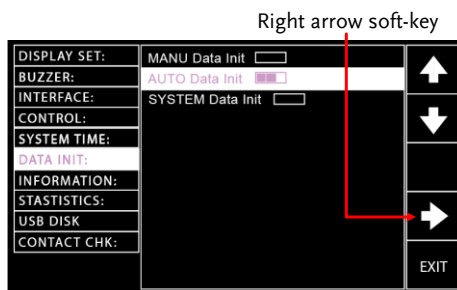 Right arrow soft-key
DISPLAY SET:
BUZZER:
INTERFACE:
CONTROL:
SYSTEM TIME:
DATA INIT:
INFORMATION:
STASTISTICS:
USB DISK
CONTACT CHK:
MANU Data Init
AUTO Data Init
SYSTEM Data Init
EXIT